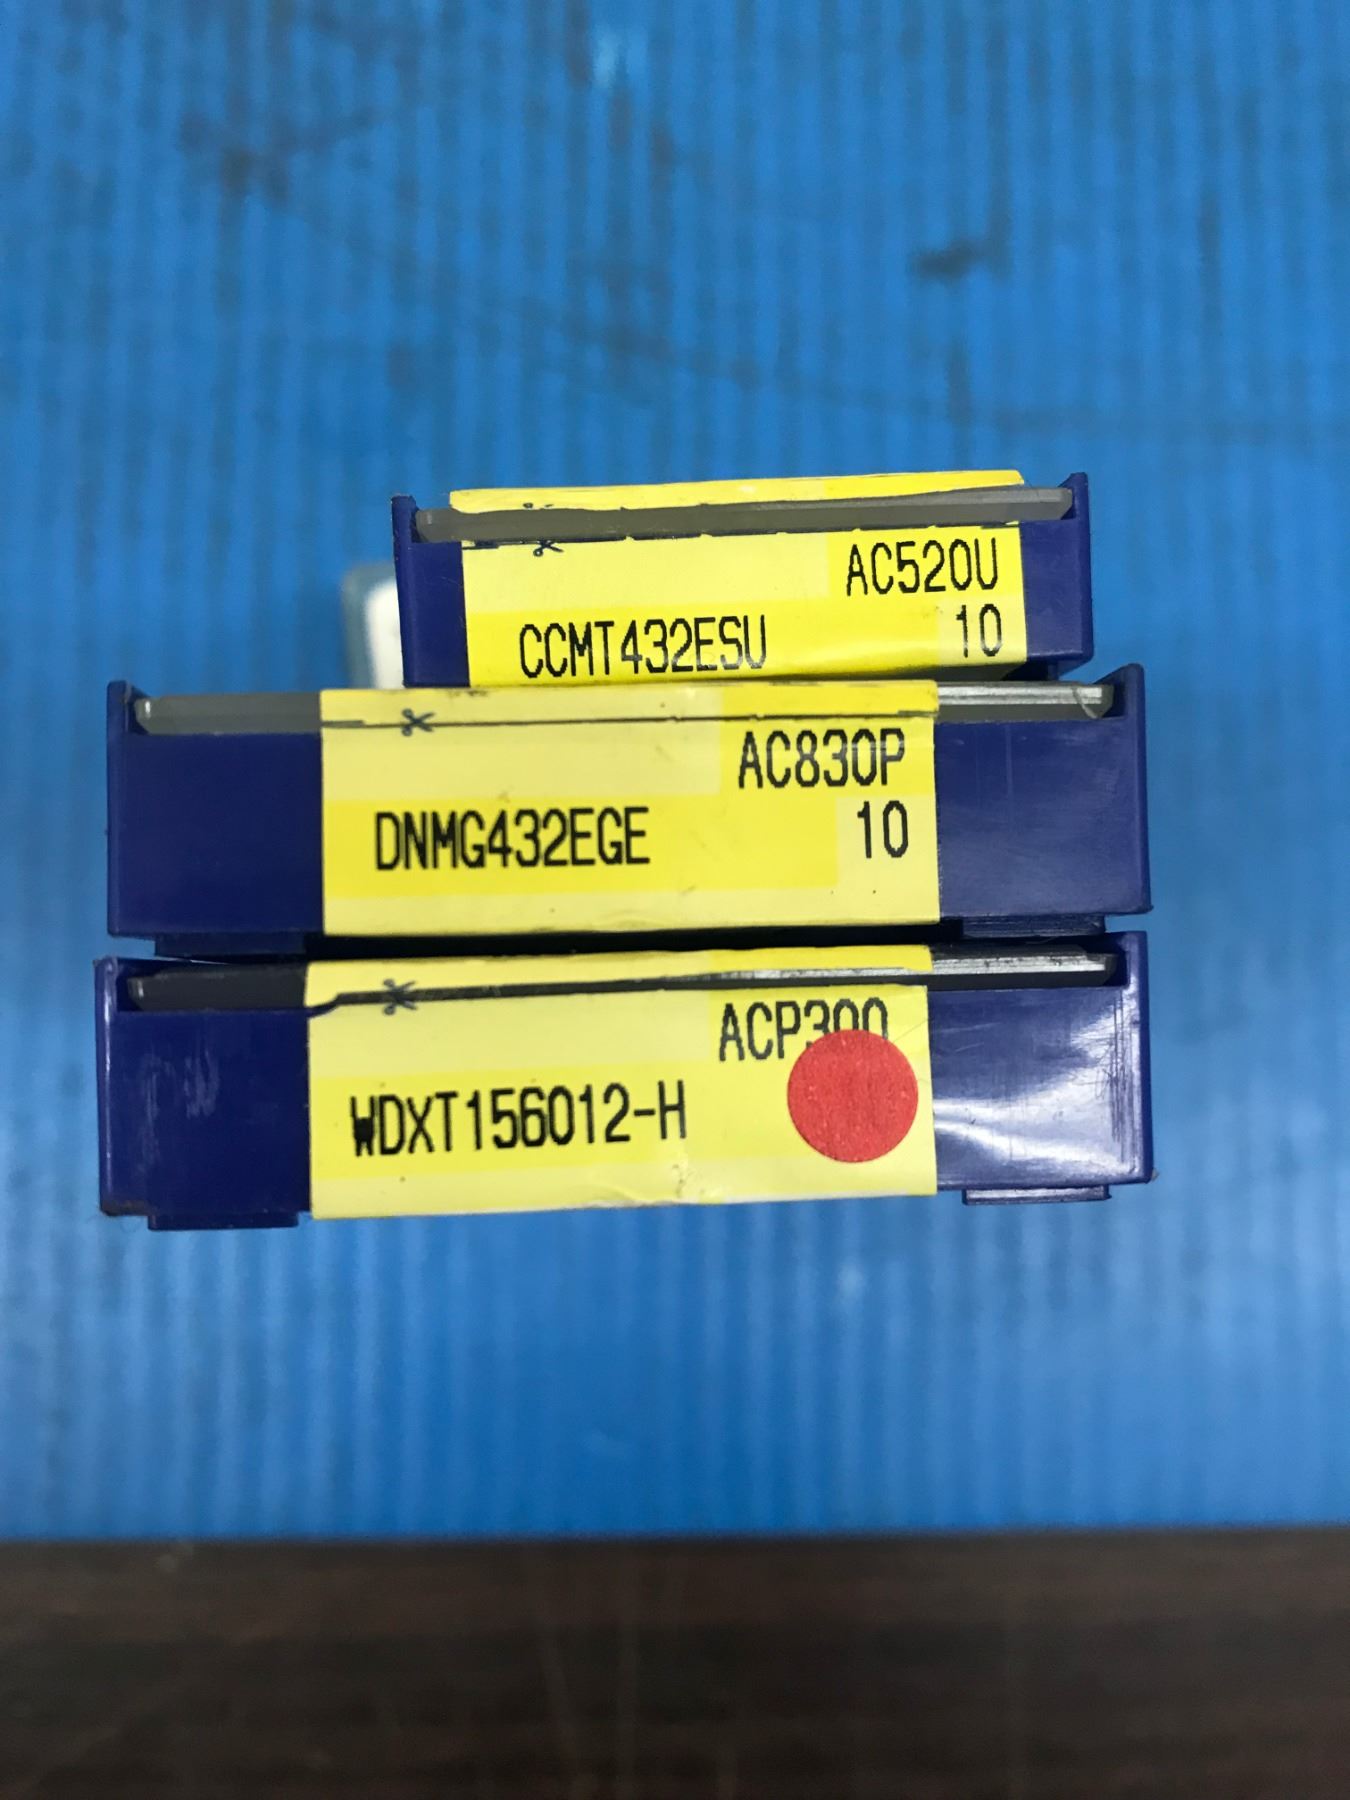 AC520U
CCMT432ESU 10
AC830P
DNMG432EGE 10
ACP300
WDXT156012-H